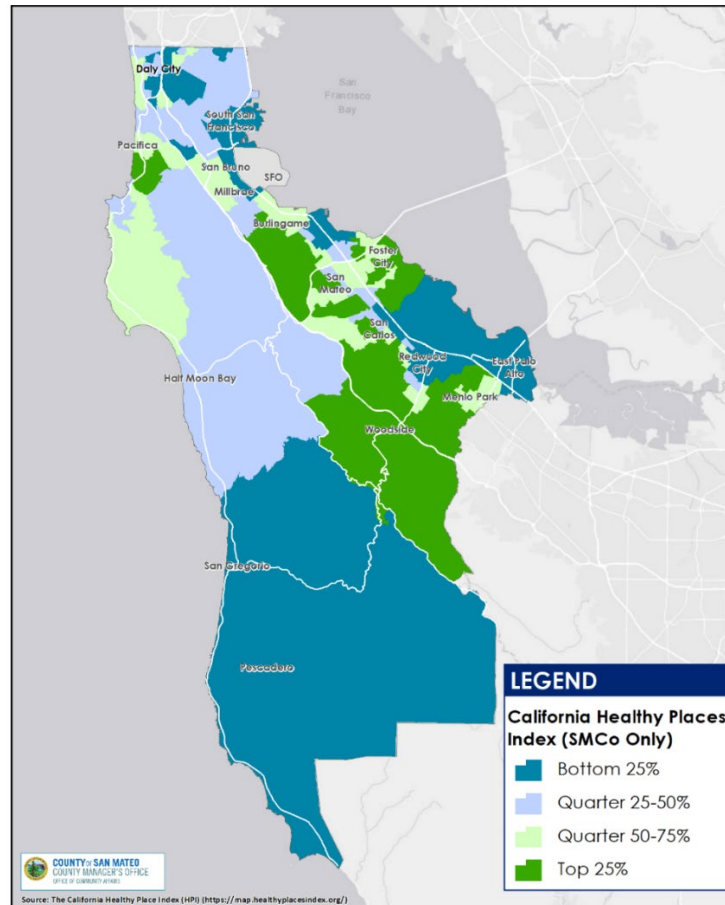 Daly City
San
Francisco
Bay
South San
Francisco
Pacifica
San Bruno
SFO
Millbrae
Burlingame
Foster
City
San
Mateo
San
Carlos
Redwood
City
East Palo
Alto
Menlo Park
Half Moon Bay
Woodside
San Gregorio
Pescadero
LEGEND
California Healthy Places
Index (SMCo Only)
Bottom 25%
Quarter 25-50%
Quarter 50-75%
Top 25%
COUNTY OF SAN MATEO
COUNTY MANAGER'S OFFICE
OFFICE OF COMMUNITY AFFAIRS
Source: The California Healthy Place Index (HPI) (https://map.healthyplacesindex.org/)